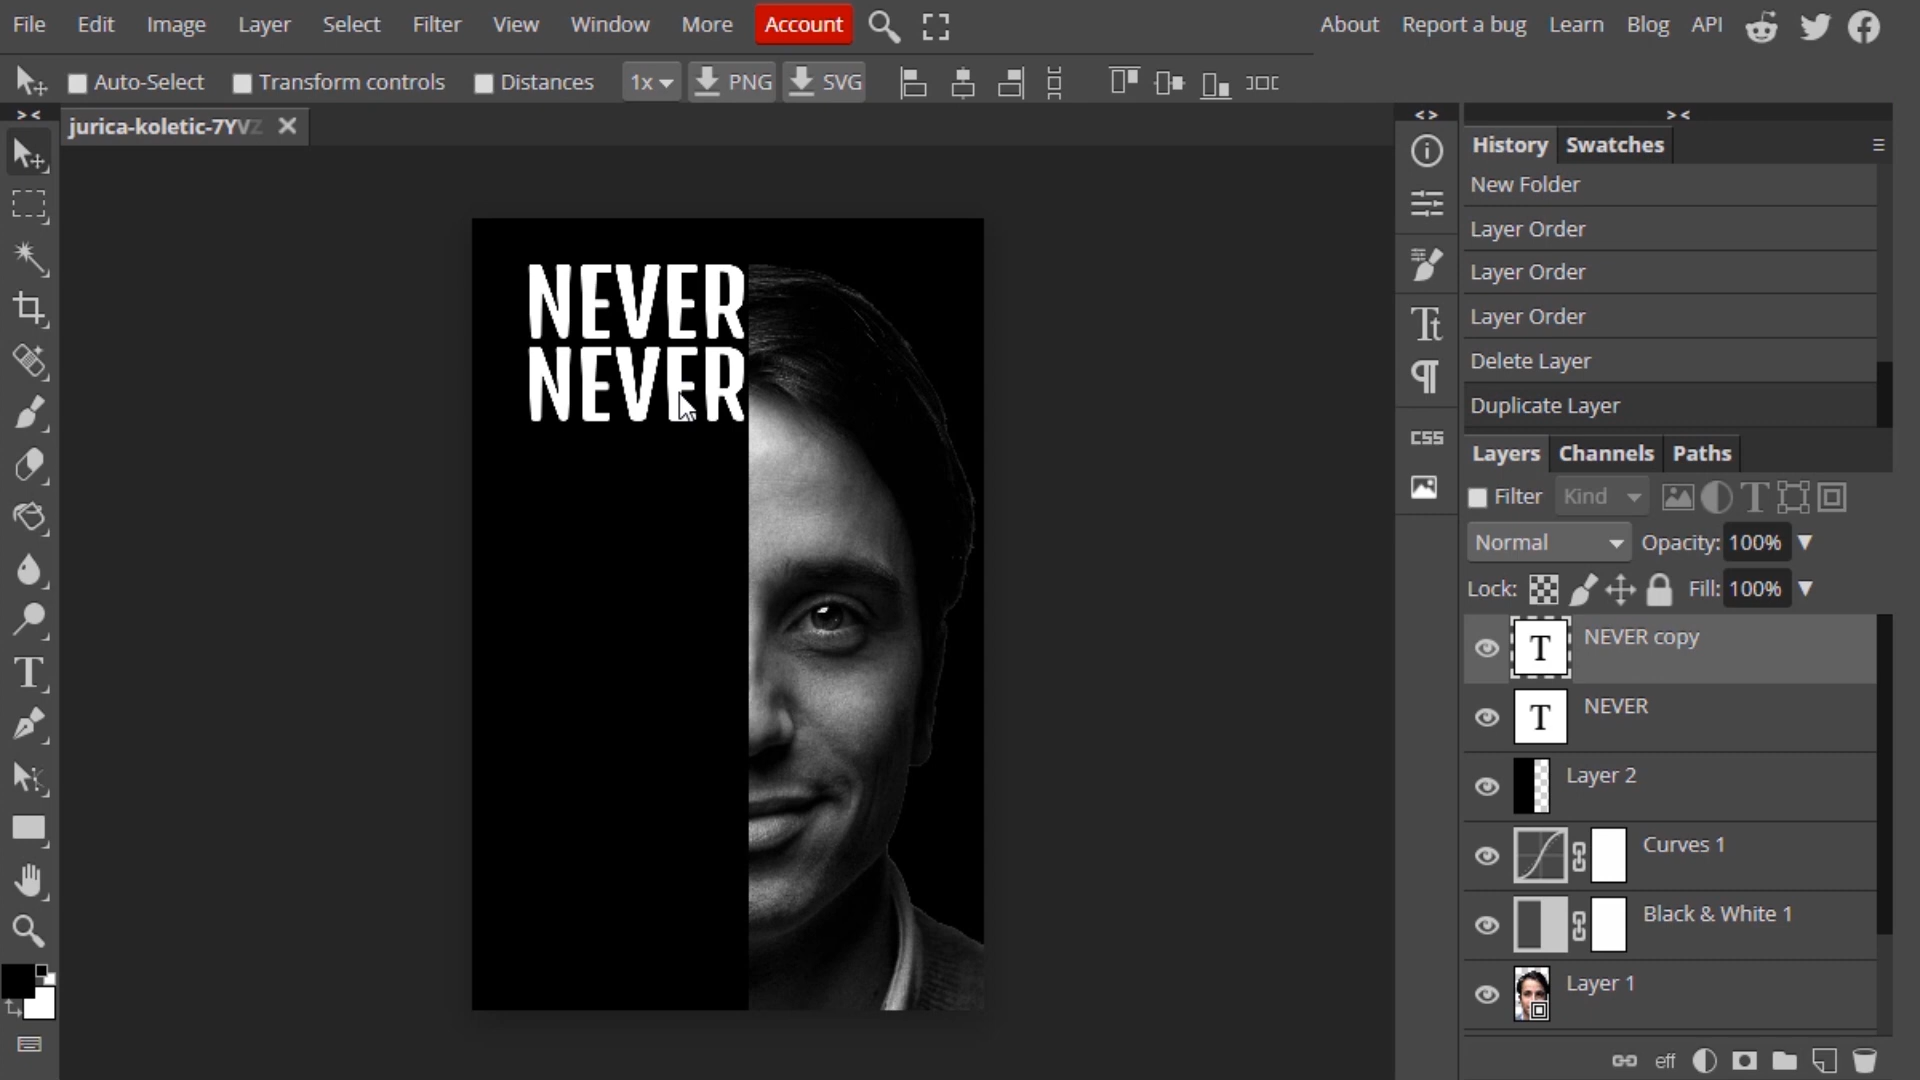 File Edit Image Layer Select Filter View Window More Account About Report a bug Learn Blog API
Auto-Select Transform controls Distances 1x PNG SVG
> < < > > <
jurica-koletic-7YVZ
History Swatches
New Folder
Layer Order
Layer Order
Layer Order
Delete Layer
Duplicate Layer
NEVER
NEVER
CSS
Layers Channels Paths
Filter Kind
Normal Opacity: 100%
Lock: Fill: 100%
NEVER copy
NEVER
Layer 2
Curves 1
Black & White 1
Layer 1
eff